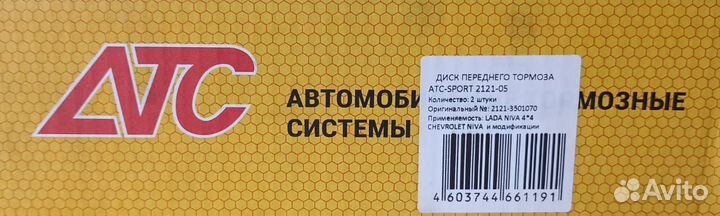 ATC
АВТОМОБИ ОРМОЗНЫЕ
СИСТЕМЫ
ДИСК ПЕРЕДНЕГО ТОРМОЗА
ATC-SPORT 2121-05
Количество: 2 штуки
Оригинальный №: 2121-3501070
Применяемость: LADA NIVA 4*4
CHEVROLET NIVA и модификации
4 603744 661191
Avito